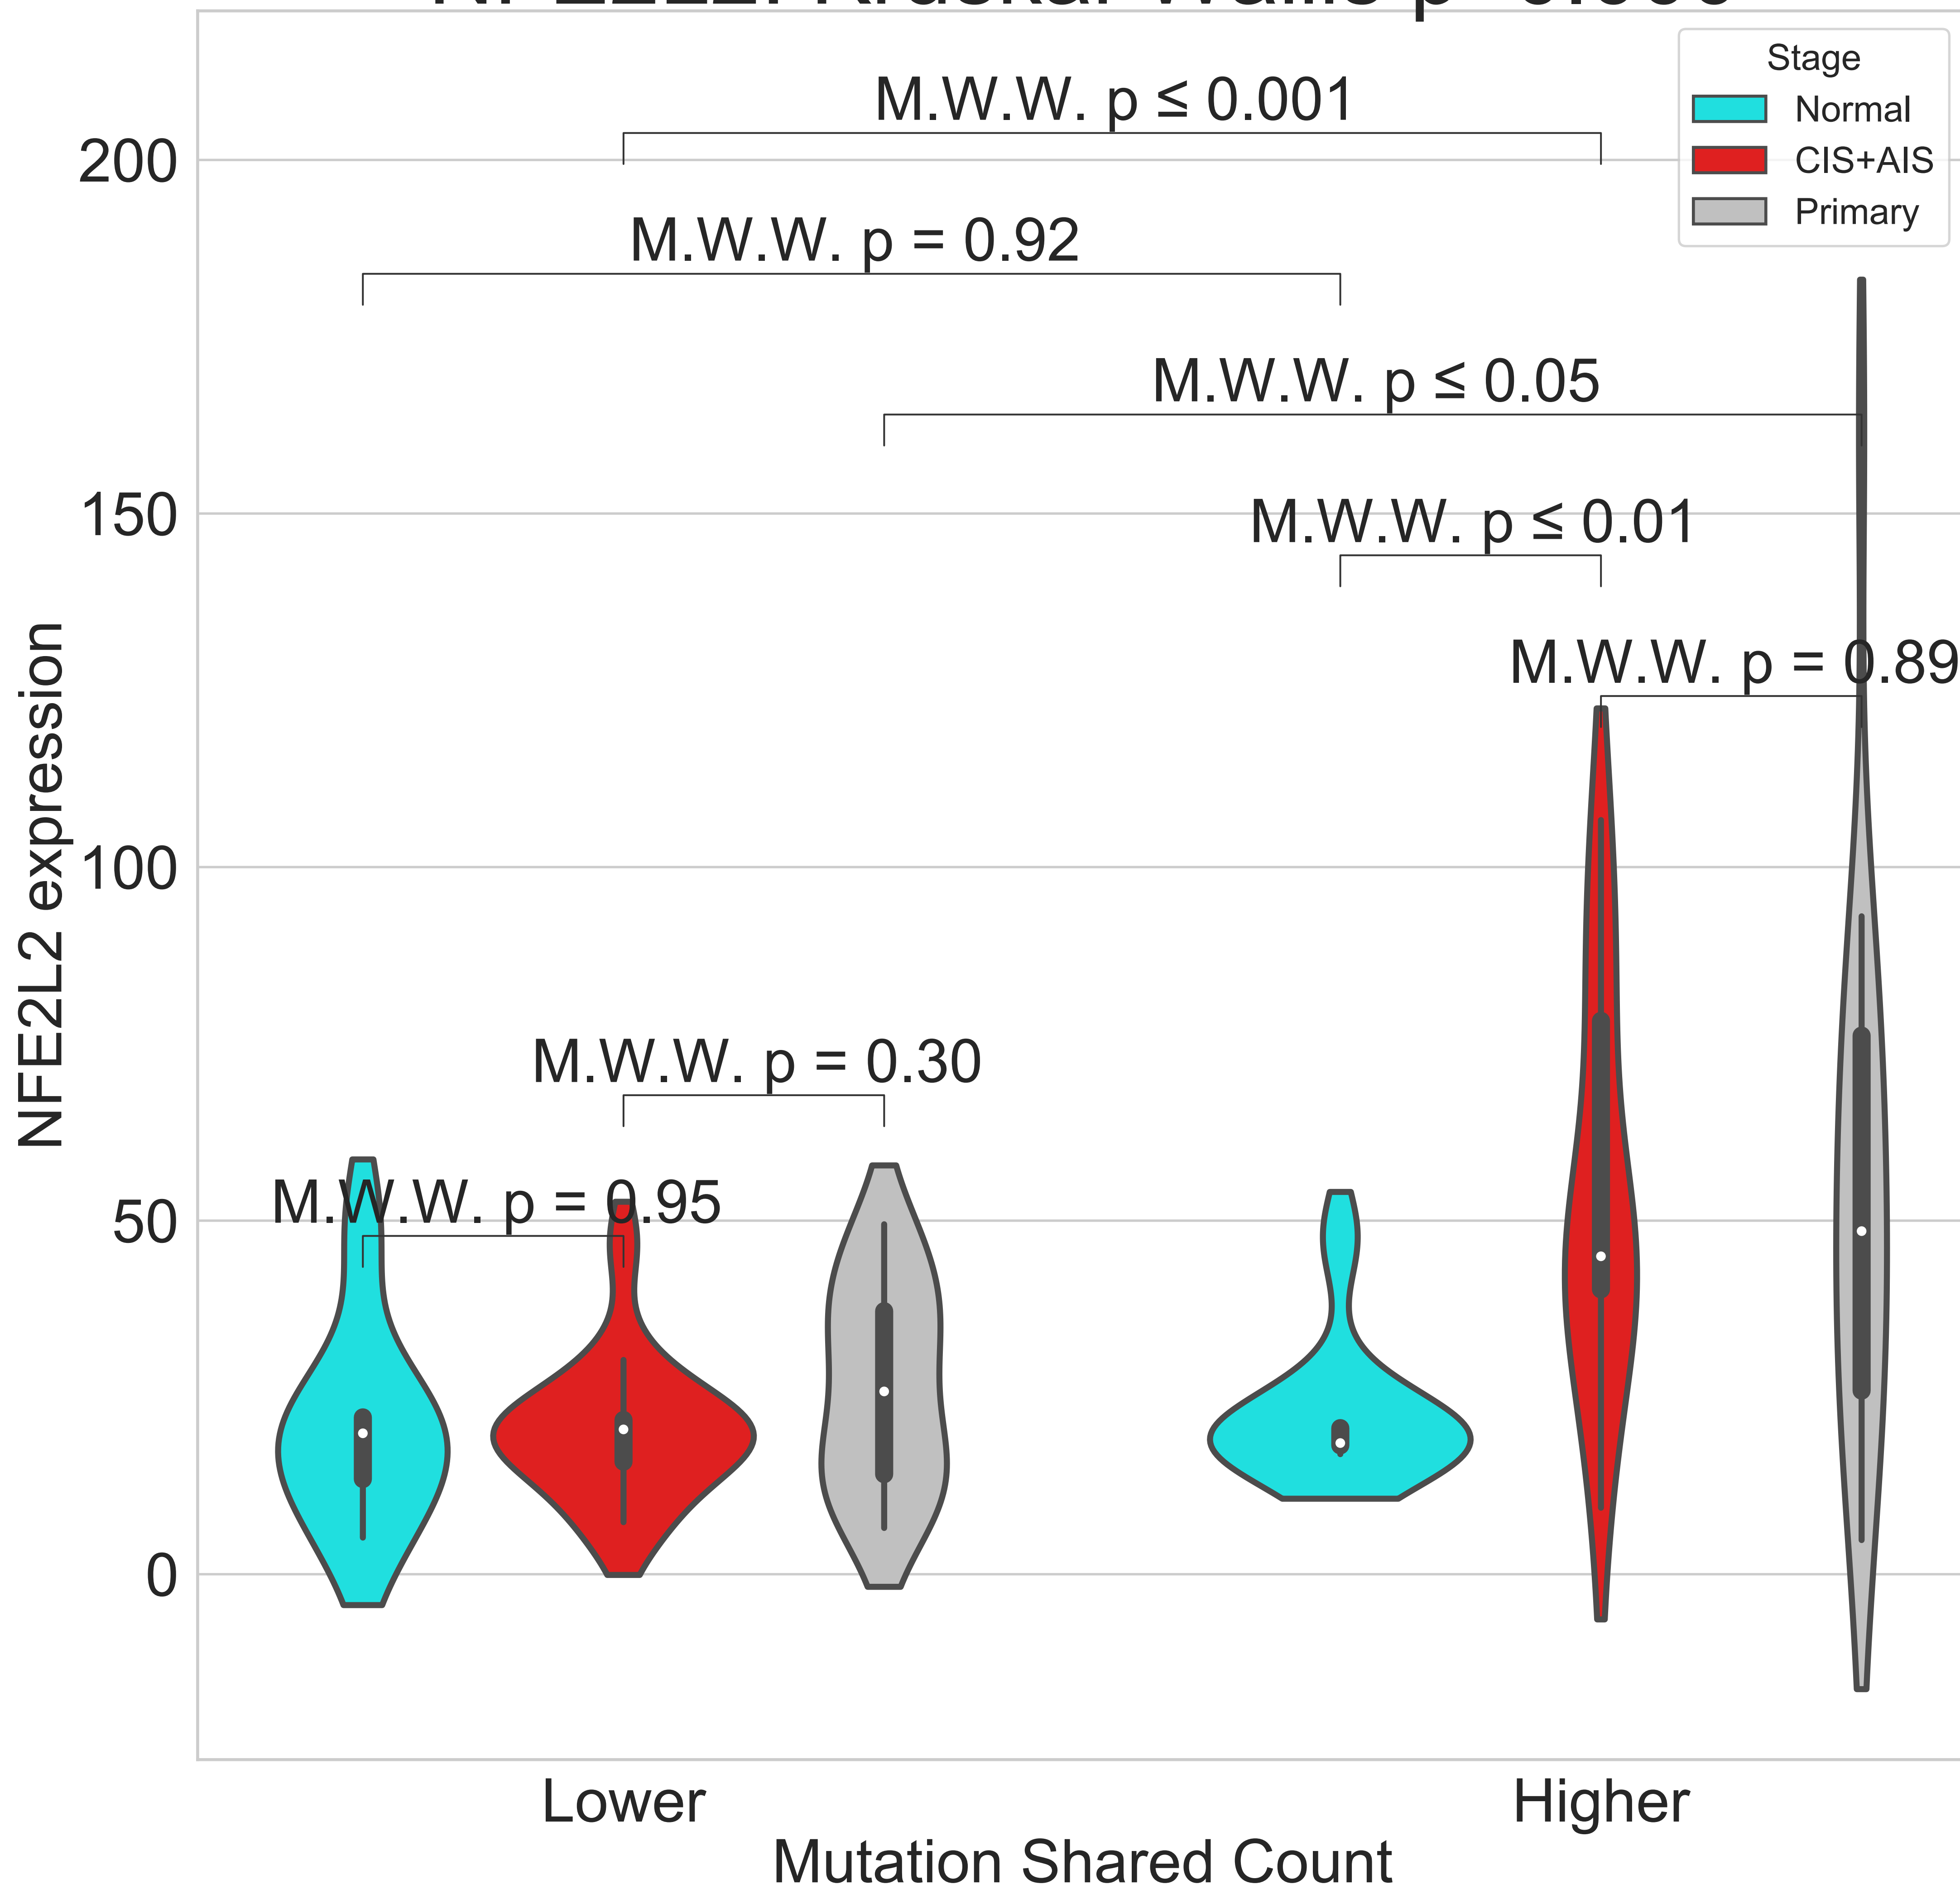 Stage
Normal
CIS+AIS
Primary
M.W.W. p ≤ 0.001
M.W.W. p = 0.92
M.W.W. p ≤ 0.05
M.W.W. p ≤ 0.01
M.W.W. p = 0.89
M.W.W. p = 0.30
M.W.W. p = 0.95
200
150
100
50
0
NFE2L2 expression
Lower
Higher
Mutation Shared Count